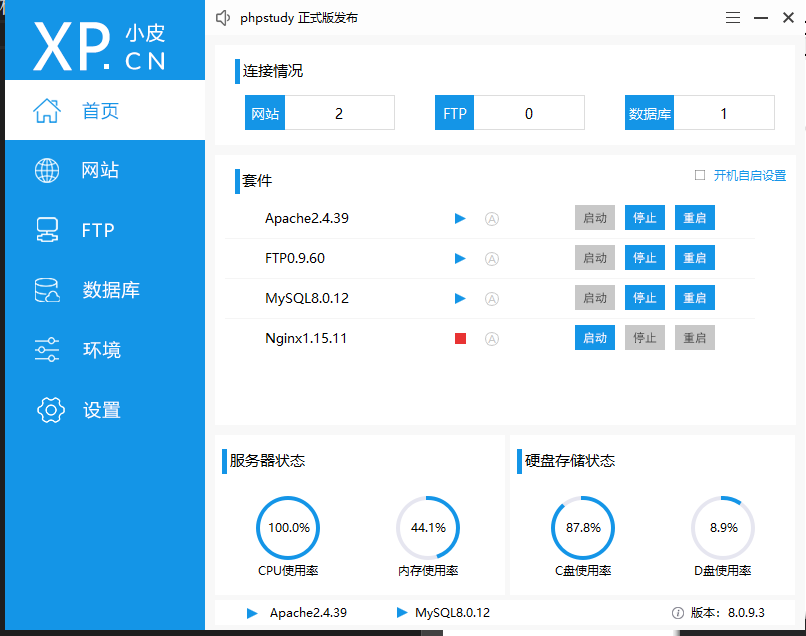 XP.CN 小皮
phpstudy 正式版发布
首页
网站
FTP
数据库
环境
设置
连接情况
网站 2 FTP 0 数据库 1
套件 开机自启设置
Apache2.4.39 A 启动 停止 重启
FTP0.9.60 A 启动 停止 重启
MySQL8.0.12 A 启动 停止 重启
Nginx1.15.11 A 启动 停止 重启
服务器状态
100.0% 44.1%
CPU使用率 内存使用率
硬盘存储状态
87.8% 8.9%
C盘使用率 D盘使用率
Apache2.4.39 MySQL8.0.12 版本：8.0.9.3